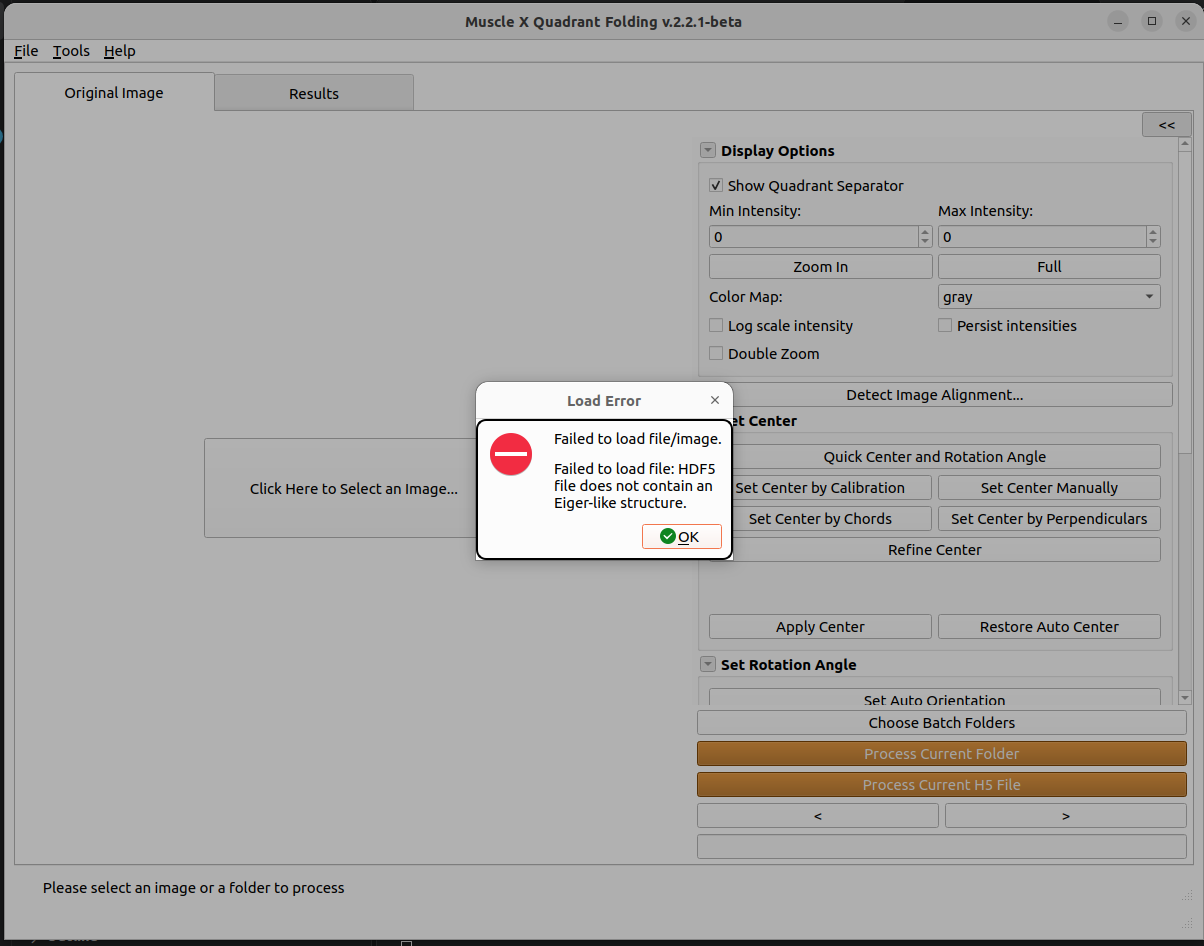 Muscle X Quadrant Folding v.2.2.1-beta
File Tools Help
Original Image
Results
<<
Display Options
Show Quadrant Separator
Min Intensity:
Max Intensity:
0
0
Zoom In
Full
Color Map:
gray
Log scale intensity
Persist intensities
Double Zoom
Detect Image Alignment...
et Center
Quick Center and Rotation Angle
Set Center by Calibration
Set Center Manually
Set Center by Chords
Set Center by Perpendiculars
Refine Center
Apply Center
Restore Auto Center
Set Rotation Angle
Set Auto Orientation
Choose Batch Folders
Process Current Folder
Process Current H5 File
<
>
Click Here to Select an Image...
Load Error
Failed to load file/image.
Failed to load file: HDF5
file does not contain an
Eiger-like structure.
OK
Please select an image or a folder to process